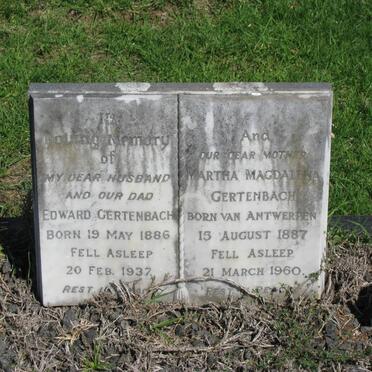 In
Loving Memory
of
MY DEAR HUSBAND
AND OUR DAD
EDWARD GERTENBACH
BORN 19 MAY 1886
FELL ASLEEP
20 FEB. 1937.
REST
And
OUR DEAR MOTHER
MARTHA MAGDALENA
GERTENBACH
BORN VAN ANTWERPEN
15 AUGUST 1887
FELL ASLEEP
21 MARCH 1960.